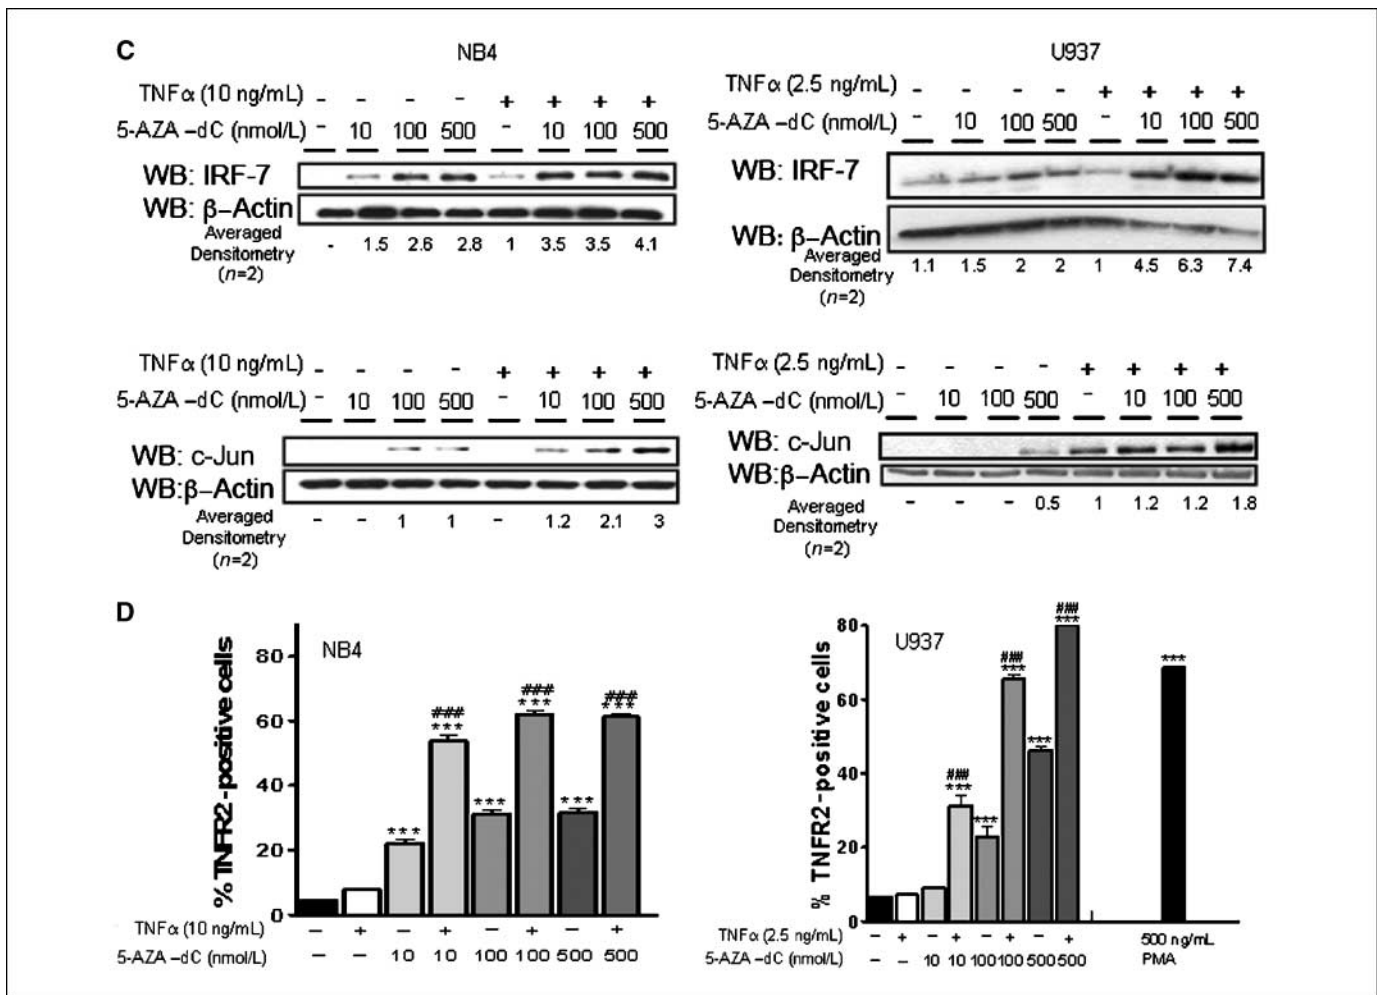 C
NB4
TNFα (10 ng/mL) - - - - + + + +
5-AZA –dC (nmol/L) - 10 100 500 - 10 100 500
WB: IRF-7
WB: β–Actin
Averaged
Densitometry
(n=2)
- 1.5 2.6 2.8 1 3.5 3.5 4.1
U937
TNFα (2.5 ng/mL) - - - - + + + +
5-AZA –dC (nmol/L) - 10 100 500 - 10 100 500
WB: IRF-7
WB: β–Actin
Averaged
Densitometry
(n=2)
1.1 1.5 2 2 1 4.5 6.3 7.4
TNFα (10 ng/mL) - - - - + + + +
5-AZA –dC (nmol/L) - 10 100 500 - 10 100 500
WB: c-Jun
WB:β–Actin
Averaged
Densitometry
(n=2)
- - 1 1 - 1.2 2.1 3
TNFα (2.5 ng/mL) - - - - + + + +
5-AZA –dC (nmol/L) - 10 100 500 - 10 100 500
WB: c-Jun
WB:β–Actin
Averaged
Densitometry
(n=2)
- - - 0.5 1 1.2 1.2 1.8
D
NB4
% TNFR2-positive cells
80
60
40
20
0
***
###
***
***
###
***
***
###
***
TNFα (10 ng/mL) – + – + – + – +
5-AZA –dC (nmol/L) – – 10 10 100 100 500 500
U937
% TNFR2-positive cells
80
60
40
20
0
###
***
***
###
***
***
###
***
***
TNFα (2.5 ng/mL) – + – + – + – +
5-AZA –dC (nmol/L) – – 10 10 100 100 500 500
500 ng/mL
PMA